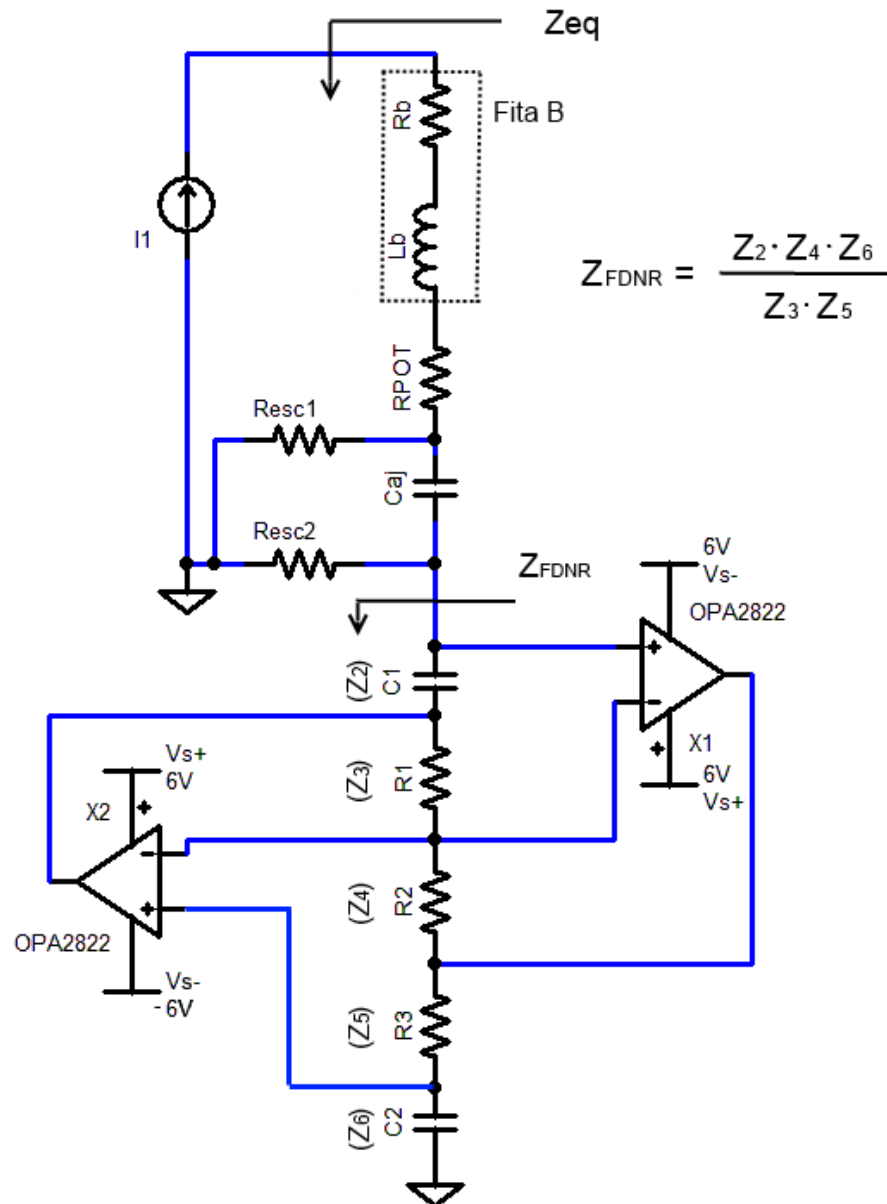 Zeq
Rb
Fita B
I1
Lb
ZFDNR = Z2 · Z4 · Z6
Z3 · Z5
RPOT
Resc1
Caj
Resc2
ZFDNR
6V
Vs-
OPA2822
(Z2)
C1
X1
Vs+
6V
(Z3)
R1
6V
Vs+
X2
(Z4)
R2
OPA2822
Vs-
- 6V
(Z5)
R3
(Z6)
C2